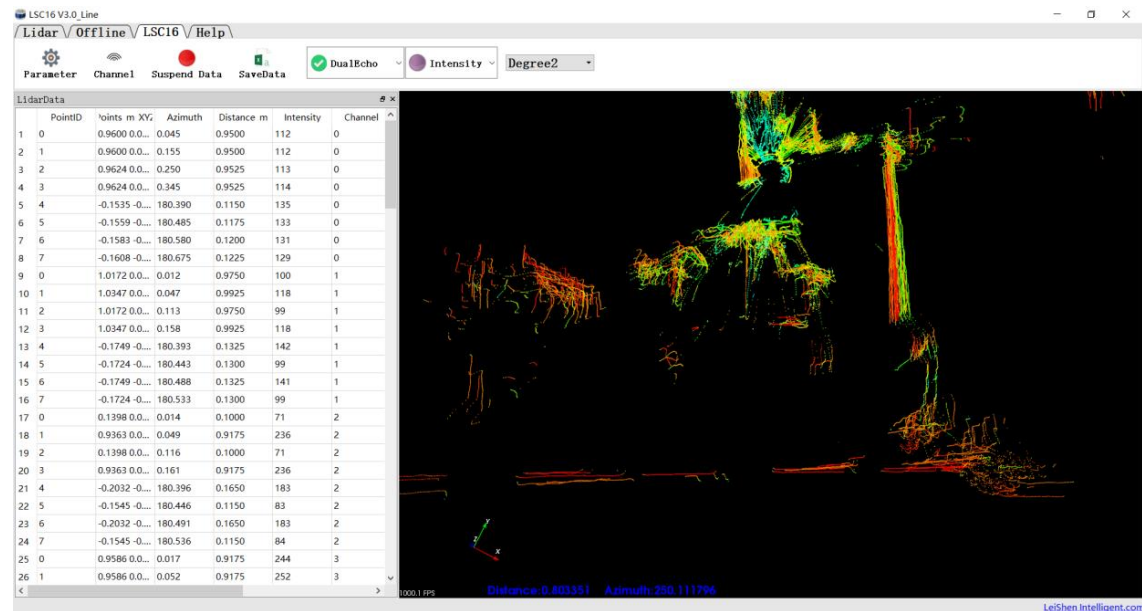 LSC16 V3.0_Line
Lidar Offline LSC16 Help
Parameter Channel Suspend Data SaveData DualEcho Intensity Degree2
LidarData
PointID oints m XYZ Azimuth Distance m Intensity Channel
1 0 0.9600 0.0... 0.045 0.9500 112 0
2 1 0.9600 0.0... 0.155 0.9500 112 0
3 2 0.9624 0.0... 0.250 0.9525 113 0
4 3 0.9624 0.0... 0.345 0.9525 114 0
5 4 -0.1535 -0.... 180.390 0.1150 135 0
6 5 -0.1559 -0.... 180.485 0.1175 133 0
7 6 -0.1583 -0.... 180.580 0.1200 131 0
8 7 -0.1608 -0.... 180.675 0.1225 129 0
9 0 1.0172 0.0... 0.012 0.9750 100 1
10 1 1.0347 0.0... 0.047 0.9925 118 1
11 2 1.0172 0.0... 0.113 0.9750 99 1
12 3 1.0347 0.0... 0.158 0.9925 118 1
13 4 -0.1749 -0.... 180.393 0.1325 142 1
14 5 -0.1724 -0.... 180.443 0.1300 99 1
15 6 -0.1749 -0.... 180.488 0.1325 141 1
16 7 -0.1724 -0.... 180.533 0.1300 99 1
17 0 0.1398 0.0... 0.014 0.1000 71 2
18 1 0.9363 0.0... 0.049 0.9175 236 2
19 2 0.1398 0.0... 0.116 0.1000 71 2
20 3 0.9363 0.0... 0.161 0.9175 236 2
21 4 -0.2032 -0.... 180.396 0.1650 183 2
22 5 -0.1545 -0.... 180.446 0.1150 83 2
23 6 -0.2032 -0.... 180.491 0.1650 183 2
24 7 -0.1545 -0.... 180.536 0.1150 84 2
25 0 0.9586 0.0... 0.017 0.9175 244 3
26 1 0.9586 0.0... 0.052 0.9175 252 3
Y
Z
X
1000.1 FPS
Distance:0.803351 Azimuth:250.111796
LeiShen Intelligent.com